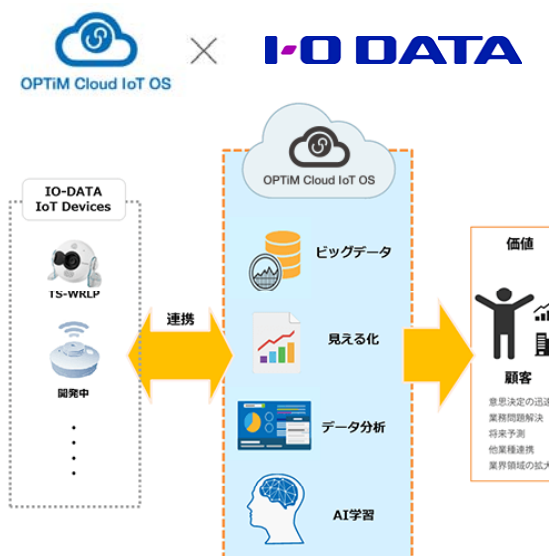 OPTiM Cloud IoT OS
×
I-O DATA
OPTiM Cloud IoT OS
IO-DATA
IoT Devices
TS-WRLP
開発中
連携
ビッグデータ
見える化
データ分析
AI学習
価値
顧客
意思決定の迅速
業務問題解決
将来予測
他業種連携
業界領域の拡大